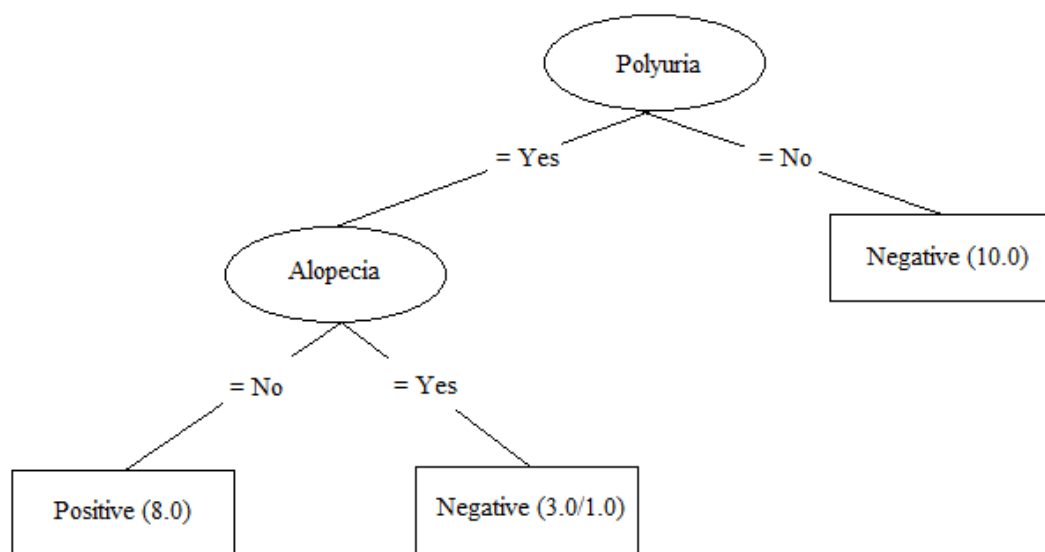 Polyuria
= Yes
= No
Negative (10.0)
Alopecia
= No
= Yes
Positive (8.0)
Negative (3.0/1.0)